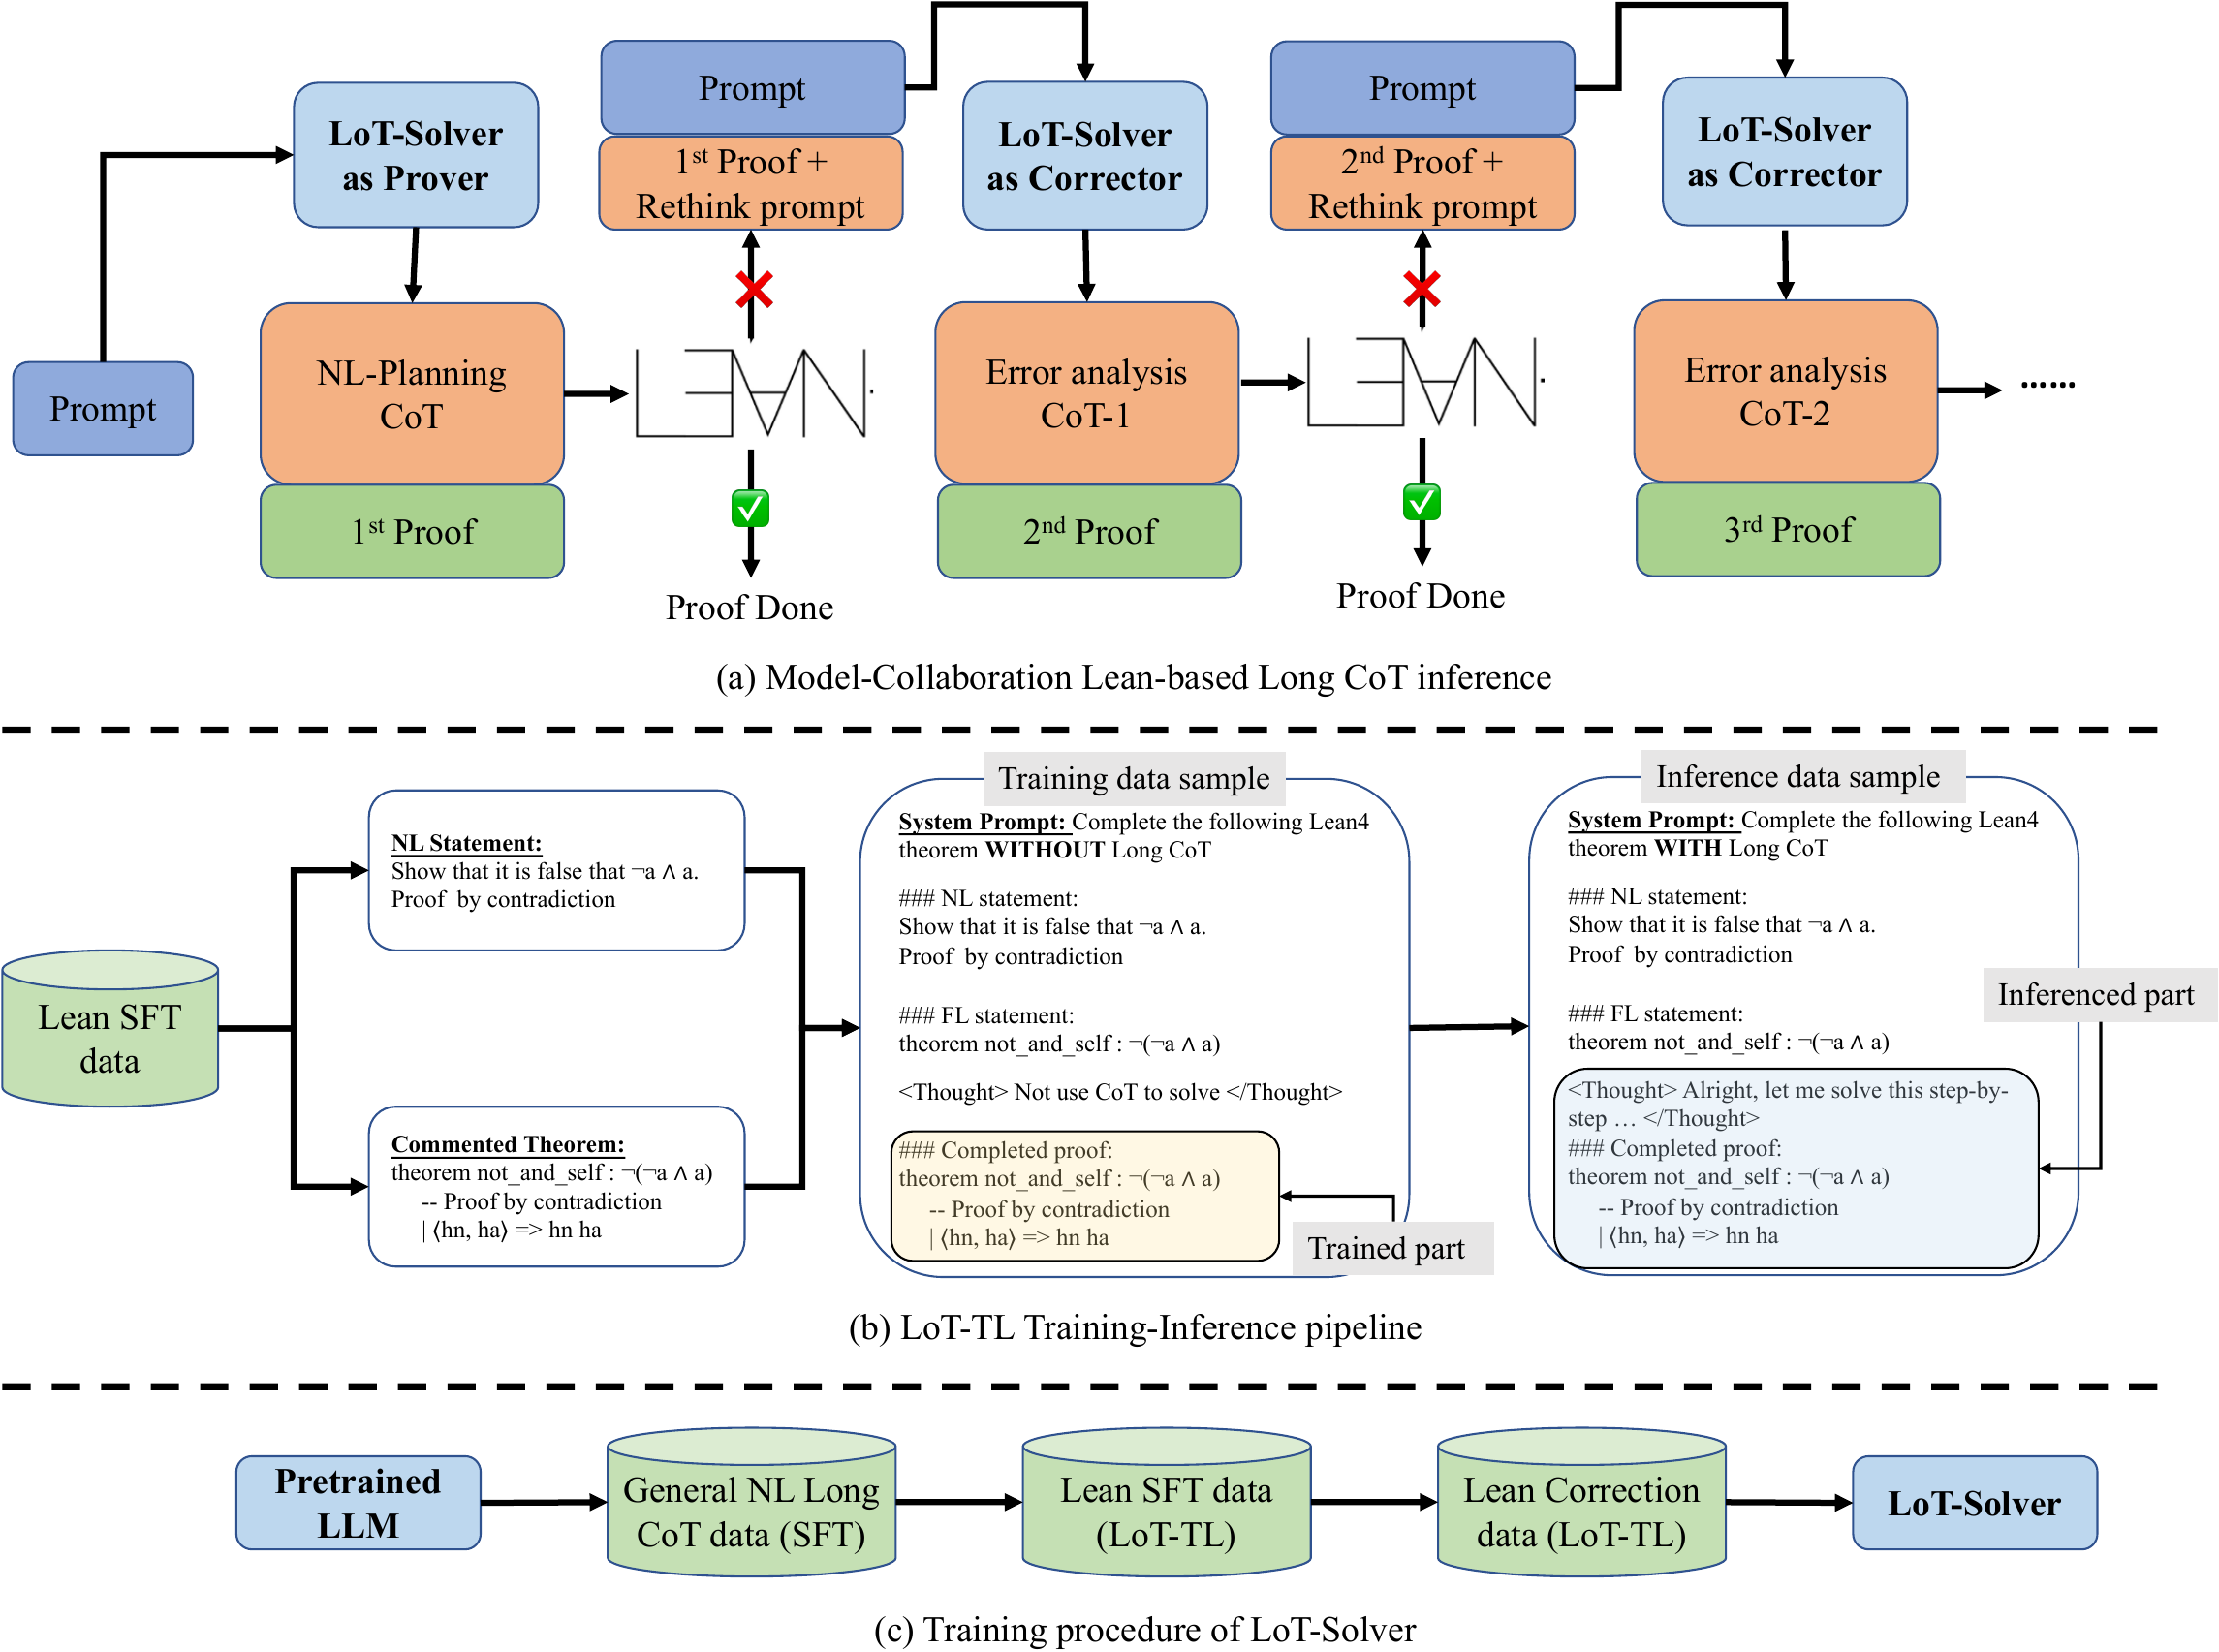 Prompt
LoT-Solver
as Prover
NL-Planning
CoT
1st Proof
Prompt
1st Proof +
Rethink prompt
LEAN
Proof Done
LoT-Solver
as Corrector
Error analysis
CoT-1
2nd Proof
Prompt
2nd Proof +
Rethink prompt
LEAN
Proof Done
LoT-Solver
as Corrector
Error analysis
CoT-2
3rd Proof
······
(a) Model-Collaboration Lean-based Long CoT inference
Lean SFT
data
NL Statement:
Show that it is false that ¬a ∧ a.
Proof by contradiction
Commented Theorem:
theorem not_and_self : ¬(¬a ∧ a)
-- Proof by contradiction
| ⟨hn, ha⟩ => hn ha
Training data sample
System Prompt: Complete the following Lean4
theorem WITHOUT Long CoT
### NL statement:
Show that it is false that ¬a ∧ a.
Proof by contradiction
### FL statement:
theorem not_and_self : ¬(¬a ∧ a)
<Thought> Not use CoT to solve </Thought>
### Completed proof:
theorem not_and_self : ¬(¬a ∧ a)
-- Proof by contradiction
| ⟨hn, ha⟩ => hn ha
Trained part
Inference data sample
System Prompt: Complete the following Lean4
theorem WITH Long CoT
### NL statement:
Show that it is false that ¬a ∧ a.
Proof by contradiction
### FL statement:
theorem not_and_self : ¬(¬a ∧ a)
<Thought> Alright, let me solve this step-by-
step … </Thought>
### Completed proof:
theorem not_and_self : ¬(¬a ∧ a)
-- Proof by contradiction
| ⟨hn, ha⟩ => hn ha
Inferenced part
(b) LoT-TL Training-Inference pipeline
Pretrained
LLM
General NL Long
CoT data (SFT)
Lean SFT data
(LoT-TL)
Lean Correction
data (LoT-TL)
LoT-Solver
(c) Training procedure of LoT-Solver